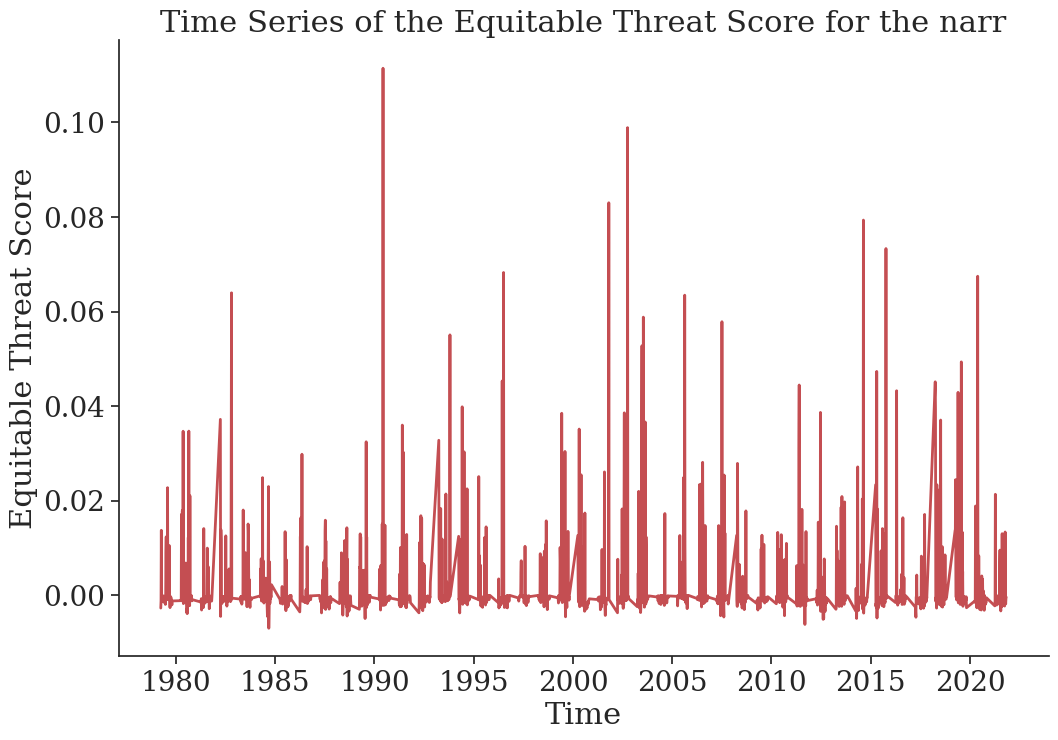 Time Series of the Equitable Threat Score for the narr
Equitable Threat Score
0.10
0.08
0.06
0.04
0.02
0.00
1980 1985 1990 1995 2000 2005 2010 2015 2020
Time